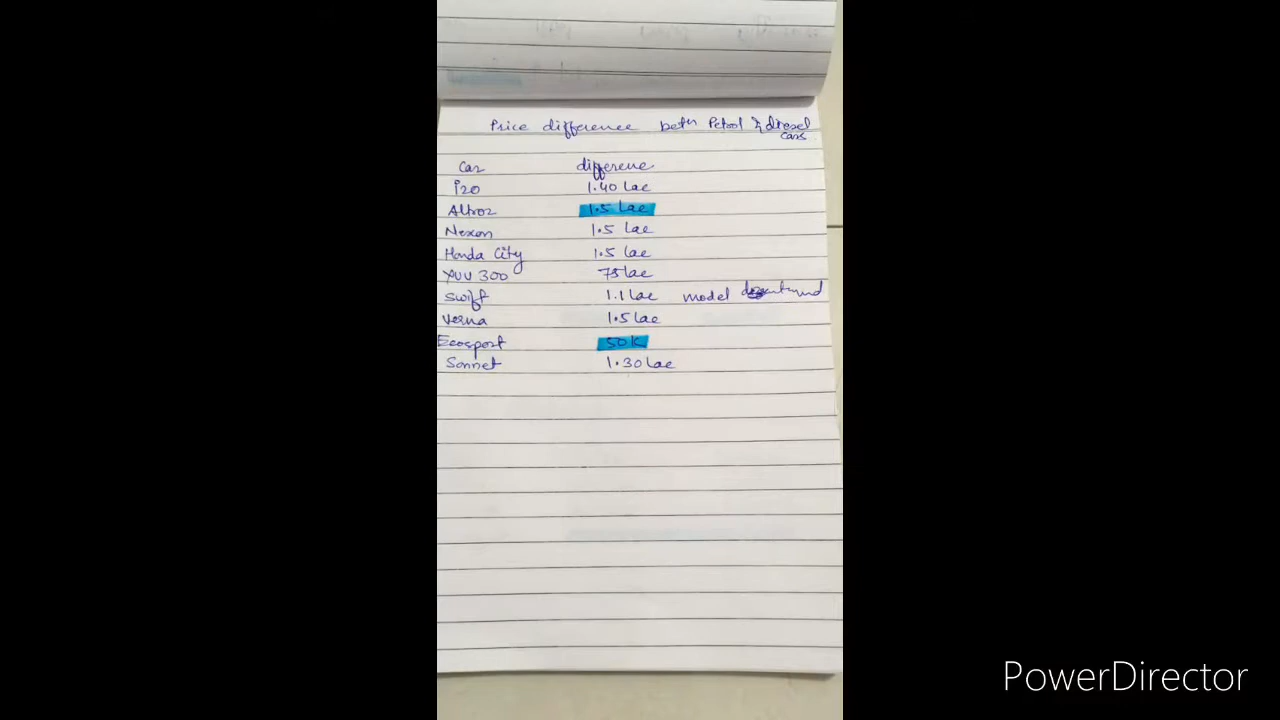 Price difference betn Petrol & diesel
cars
Car difference
i20 1.40 Lac
Altroz 1.5 Lac
Nexon 1.5 Lac
Honda City 1.5 Lac
XUV 300 75 lac
Swift 1.1 Lac model
Verna 1.5 Lac
Ecosport 50K
Sonnet 1.30 Lac
PowerDirector